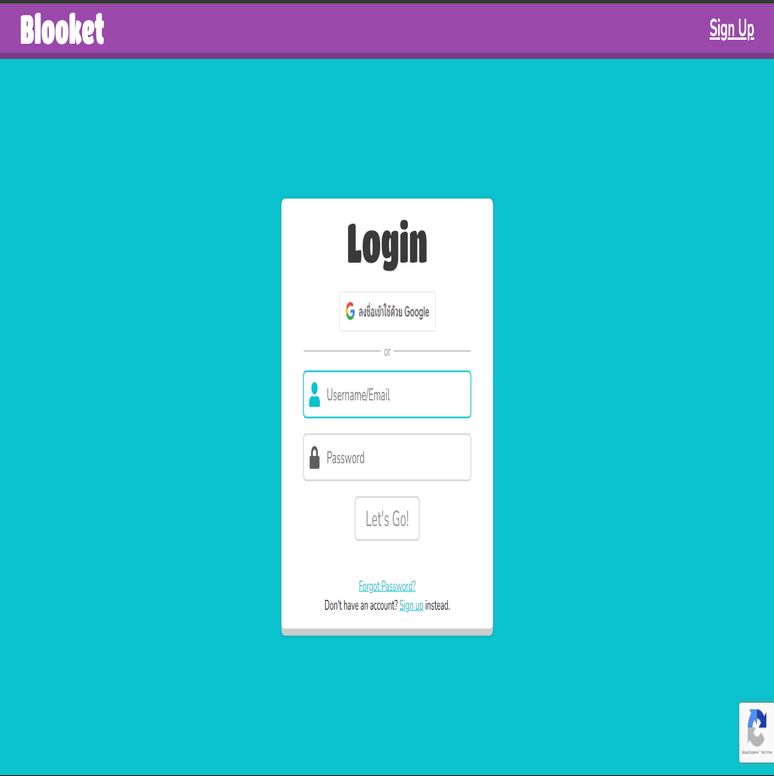 Blooket
Sign Up
Login
ลงชื่อเข้าใช้ด้วย Google
or
Username/Email
Password
Let's Go!
Forgot Password?
Don't have an account? Sign up instead.